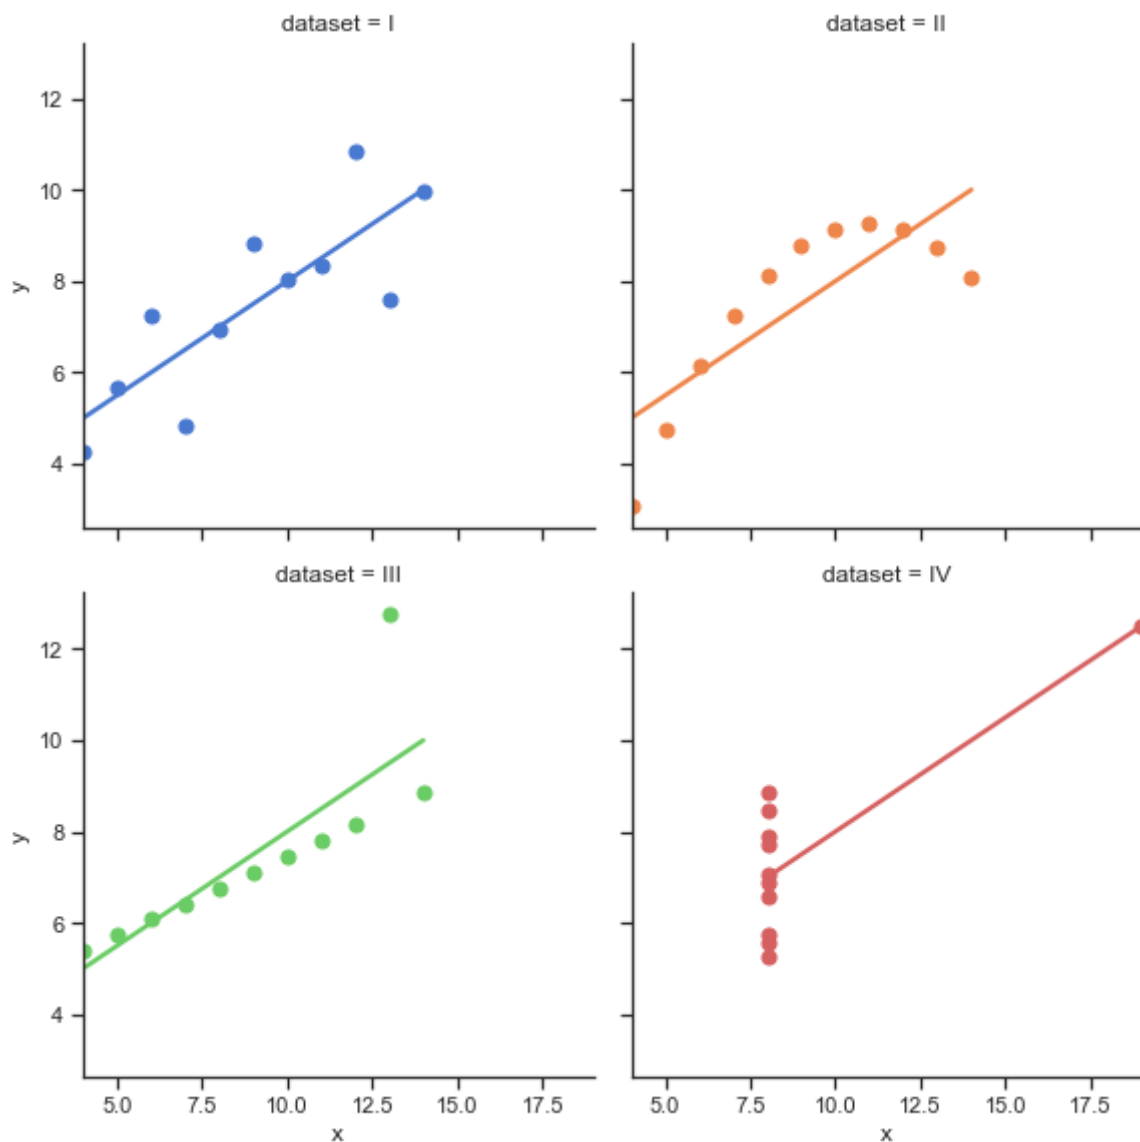 dataset = I
dataset = II
12
10
8
6
4
y
dataset = III
dataset = IV
12
10
8
6
4
y
5.0 7.5 10.0 12.5 15.0 17.5
x
5.0 7.5 10.0 12.5 15.0 17.5
x